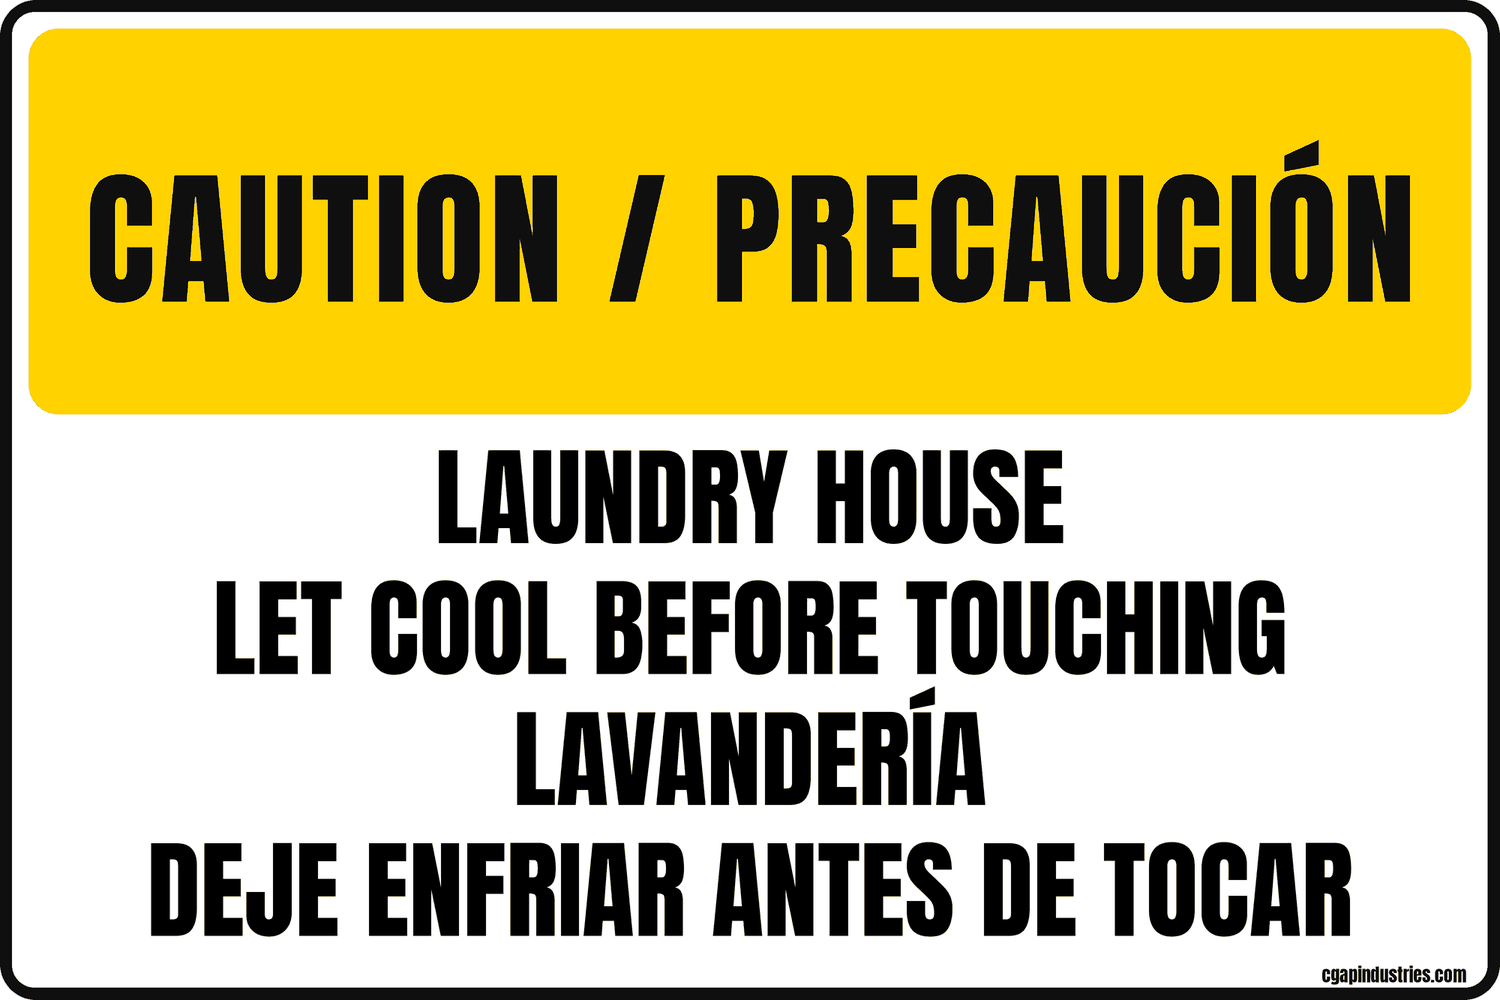 CAUTION / PRECAUCIÓN
LAUNDRY HOUSE
LET COOL BEFORE TOUCHING
LAVANDERÍA
DEJE ENFRIAR ANTES DE TOCAR
cgapindustries.com